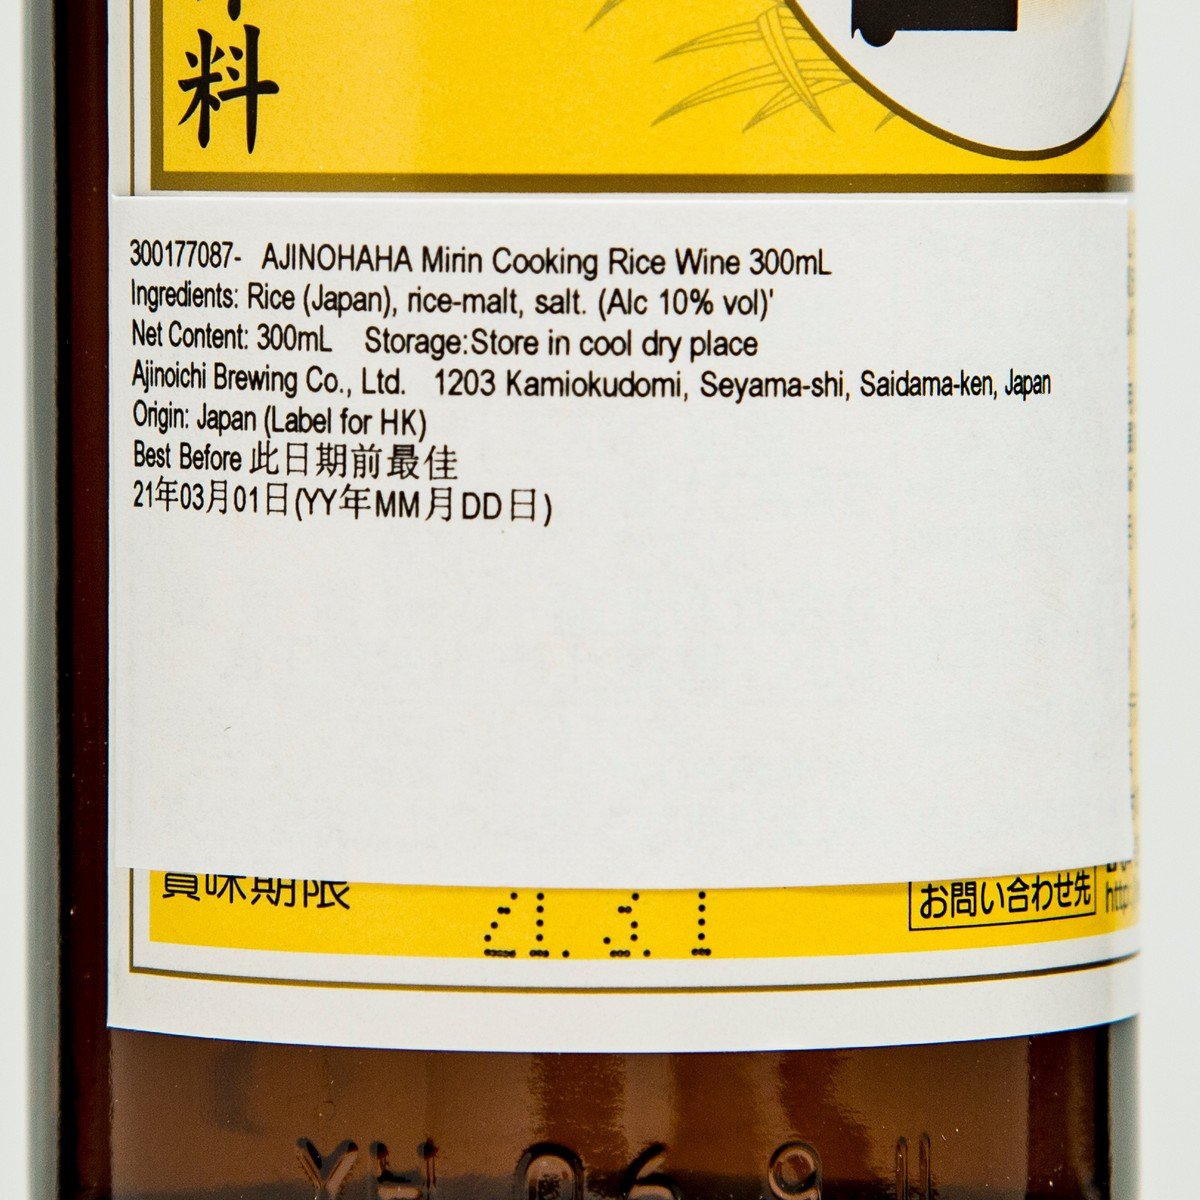 料
300177087- AJINOHAHA Mirin Cooking Rice Wine 300mL
Ingredients: Rice (Japan), rice-malt, salt. (Alc 10% vol)'
Net Content: 300mL Storage:Store in cool dry place
Ajinoichi Brewing Co., Ltd. 1203 Kamiokudomi, Seyama-shi, Saidama-ken, Japan
Origin: Japan (Label for HK)
Best Before 此日期前最佳
21年03月01日(YY年MM月DD日)
賞味期限
21. 3. 1
お問い合わせ先
http
YH 06 9